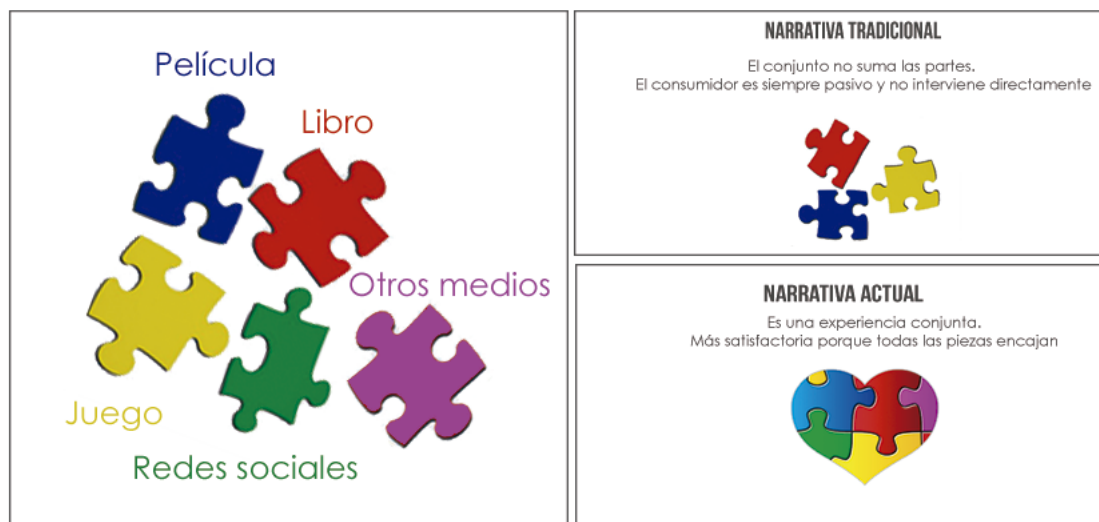 Película
Libro
Otros medios
Juego
Redes sociales
NARRATIVA TRADICIONAL
El conjunto no suma las partes.
El consumidor es siempre pasivo y no interviene directamente
NARRATIVA ACTUAL
Es una experiencia conjunta.
Más satisfactoria porque todas las piezas encajan